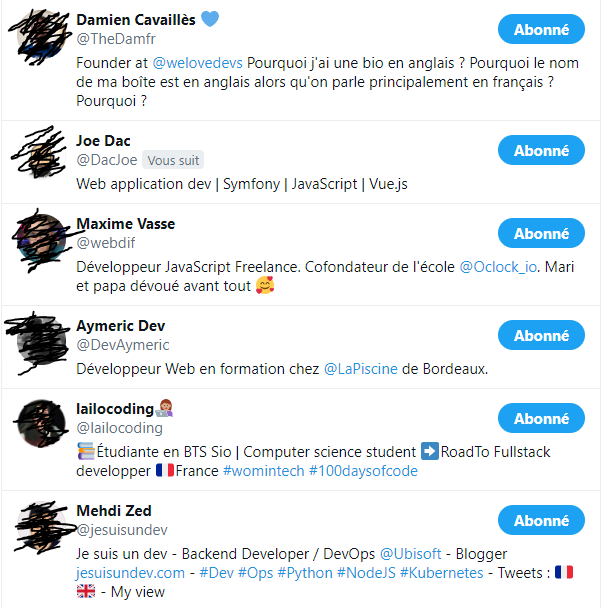 Damien Cavaillès 💙
@TheDamfr
Abonné
Founder at @welovedevs Pourquoi j'ai une bio en anglais ? Pourquoi le nom
de ma boîte est en anglais alors qu'on parle principalement en français ?
Pourquoi ?
Joe Dac
@DacJoe Vous suit
Abonné
Web application dev | Symfony | JavaScript | Vue.js
Maxime Vasse
@webdif
Abonné
Développeur JavaScript Freelance. Cofondateur de l'école @Oclock_io. Mari
et papa dévoué avant tout 🥰
Aymeric Dev
@DevAymeric
Abonné
Développeur Web en formation chez @LaPiscine de Bordeaux.
lailocoding👩🏽‍💻
@lailocoding
Abonné
📚Étudiante en BTS Sio | Computer science student ➡️RoadTo Fullstack
developper 🇫🇷France #womintech #100daysofcode
Mehdi Zed
@jesuisundev
Abonné
Je suis un dev - Backend Developer / DevOps @Ubisoft - Blogger
jesuisundev.com - #Dev #Ops #Python #NodeJS #Kubernetes - Tweets : 🇫🇷
🇬🇧 - My view